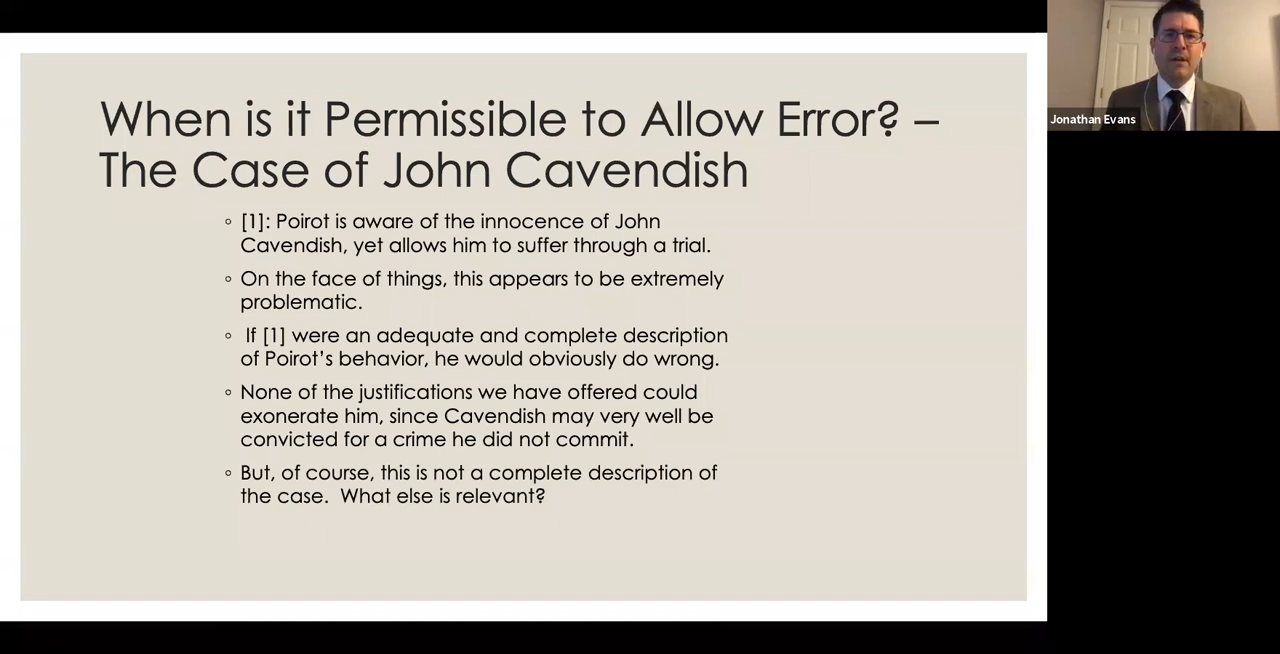 When is it Permissible to Allow Error? –
The Case of John Cavendish
◦ [1]: Poirot is aware of the innocence of John
Cavendish, yet allows him to suffer through a trial.
◦ On the face of things, this appears to be extremely
problematic.
◦ If [1] were an adequate and complete description
of Poirot’s behavior, he would obviously do wrong.
◦ None of the justifications we have offered could
exonerate him, since Cavendish may very well be
convicted for a crime he did not commit.
◦ But, of course, this is not a complete description of
the case.  What else is relevant?
Jonathan Evans